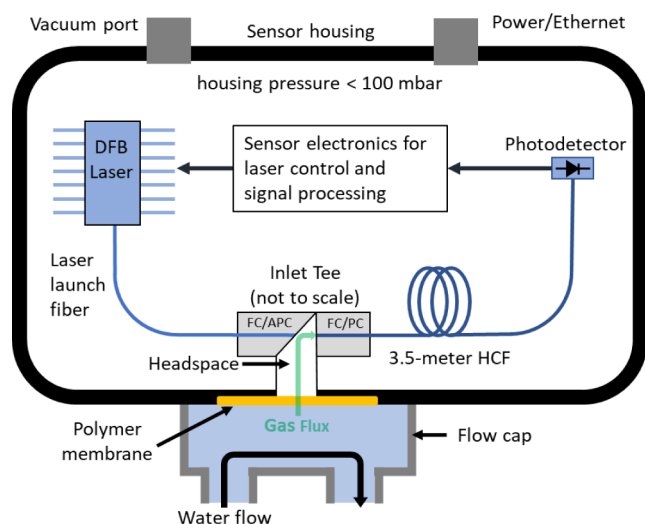 Vacuum port
Sensor housing
Power/Ethernet
housing pressure < 100 mbar
DFB
Laser
Sensor electronics for
laser control and
signal processing
Photodetector
Laser
launch
fiber
Inlet Tee
(not to scale)
FC/APC
FC/PC
Headspace
3.5-meter HCF
Polymer
membrane
Gas Flux
Flow cap
Water flow